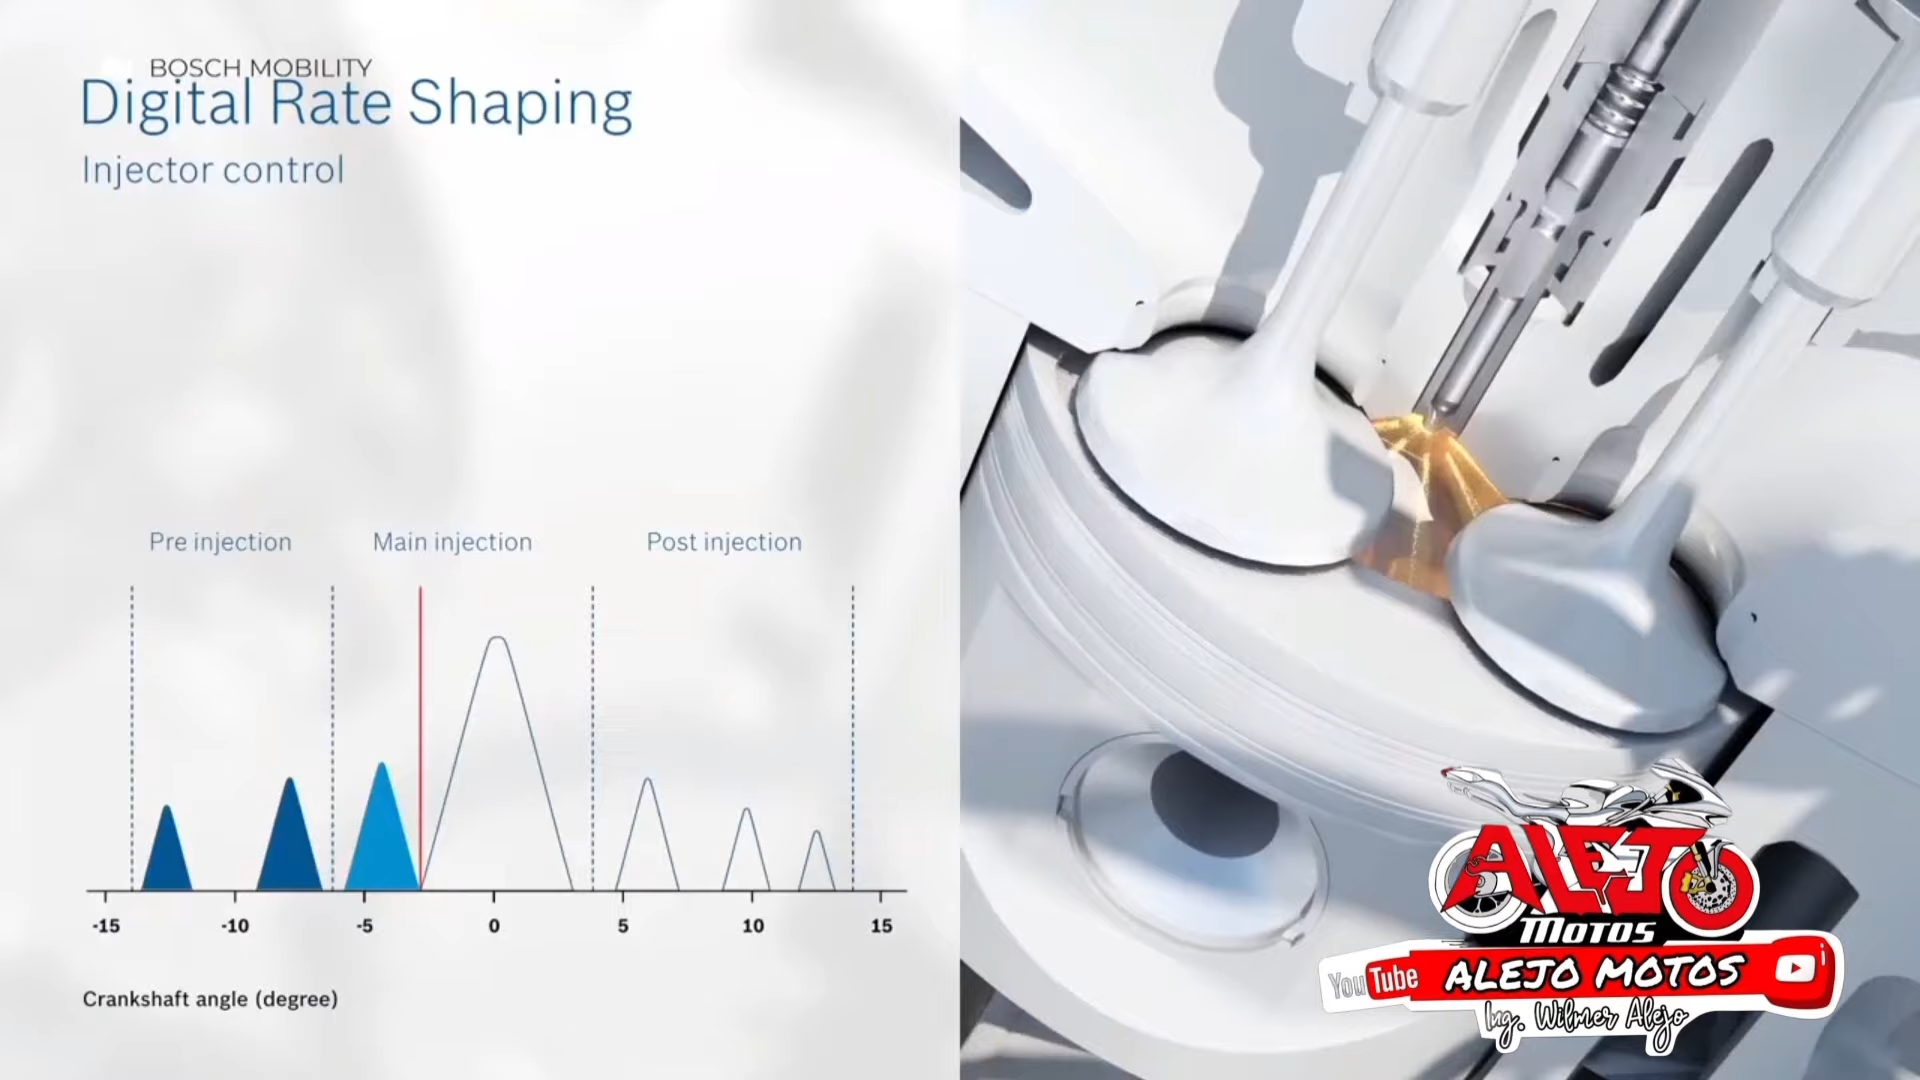 BOSCH MOBILITY
Digital Rate Shaping
Injector control
Pre injection
Main injection
Post injection
-15
-10
-5
0
5
10
15
Crankshaft angle (degree)
ALEJO
MOTOS
YouTube ALEJO MOTOS
Ing. Wilmer Alejo